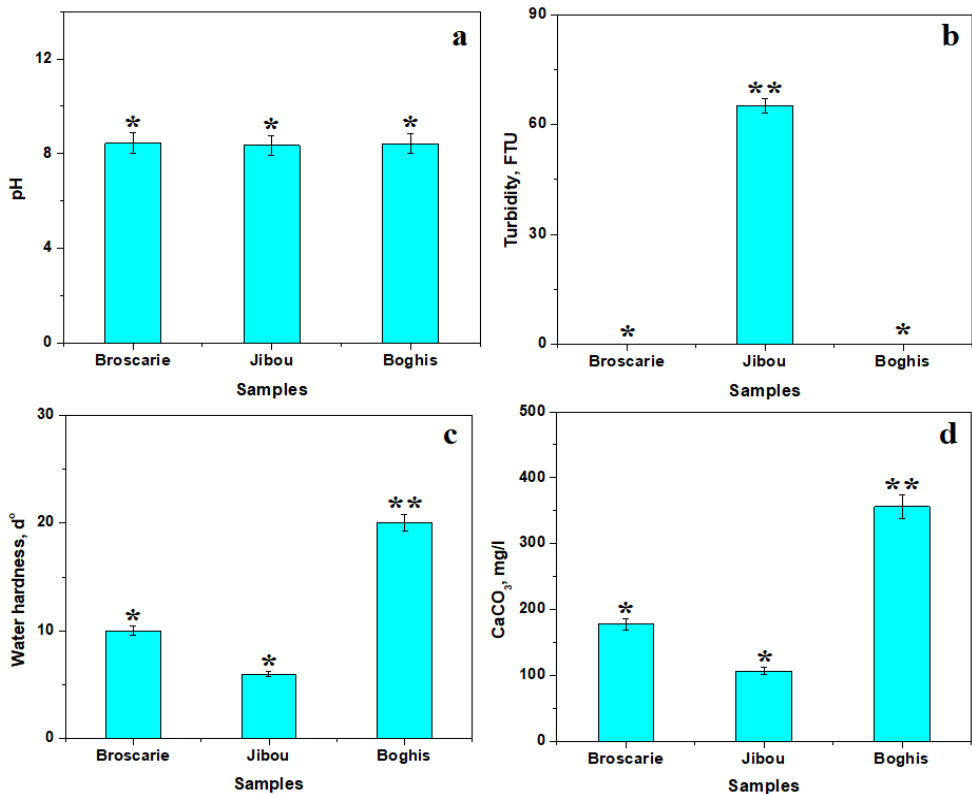 a
12
8
4
0
pH
* * *
Broscarie Jibou Boghis
Samples
b
90
60
30
0
Turbidity, FTU
* ** *
Broscarie Jibou Boghis
Samples
c
30
20
10
0
Water hardness, d°
* * **
Broscarie Jibou Boghis
Samples
d
500
400
300
200
100
0
CaCO₃, mg/l
* * **
Broscarie Jibou Boghis
Samples